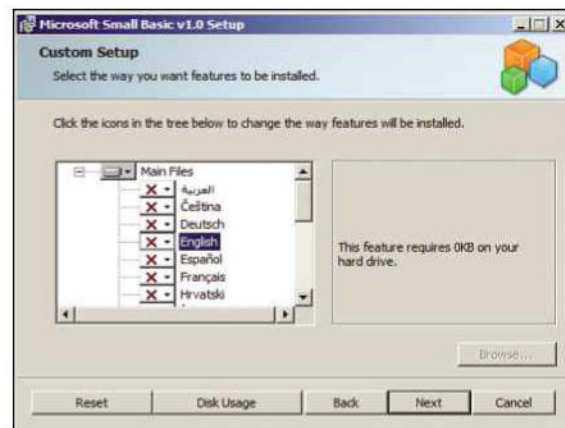 Microsoft Small Basic v1.0 Setup
Custom Setup
Select the way you want features to be installed.
Click the icons in the tree below to change the way features will be installed.
Main Files
العربية
Čeština
Deutsch
English
Español
Français
Hrvatski
This feature requires 0KB on your
hard drive.
Browse...
Reset
Disk Usage
Back
Next
Cancel